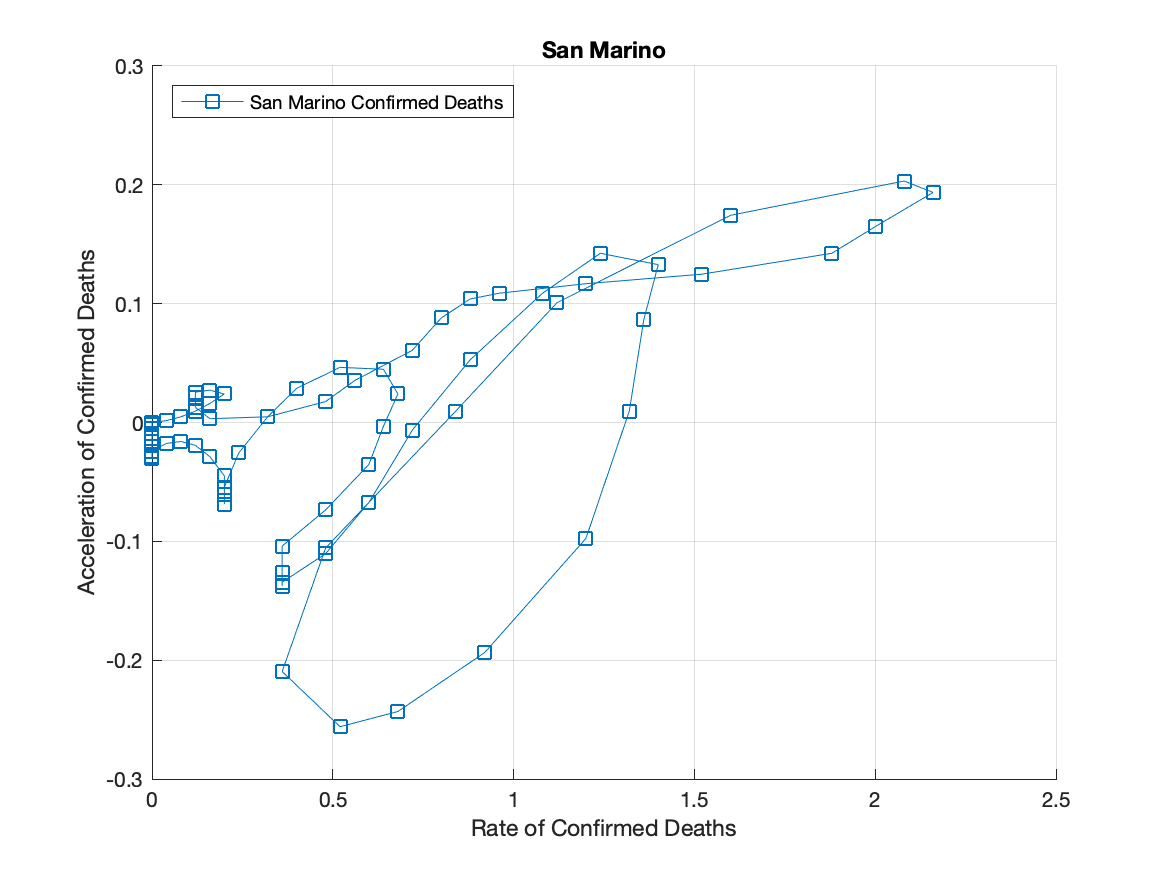 San Marino
San Marino Confirmed Deaths
0.3
0.2
0.1
0
-0.1
-0.2
-0.3
Acceleration of Confirmed Deaths
0 0.5 1 1.5 2 2.5
Rate of Confirmed Deaths